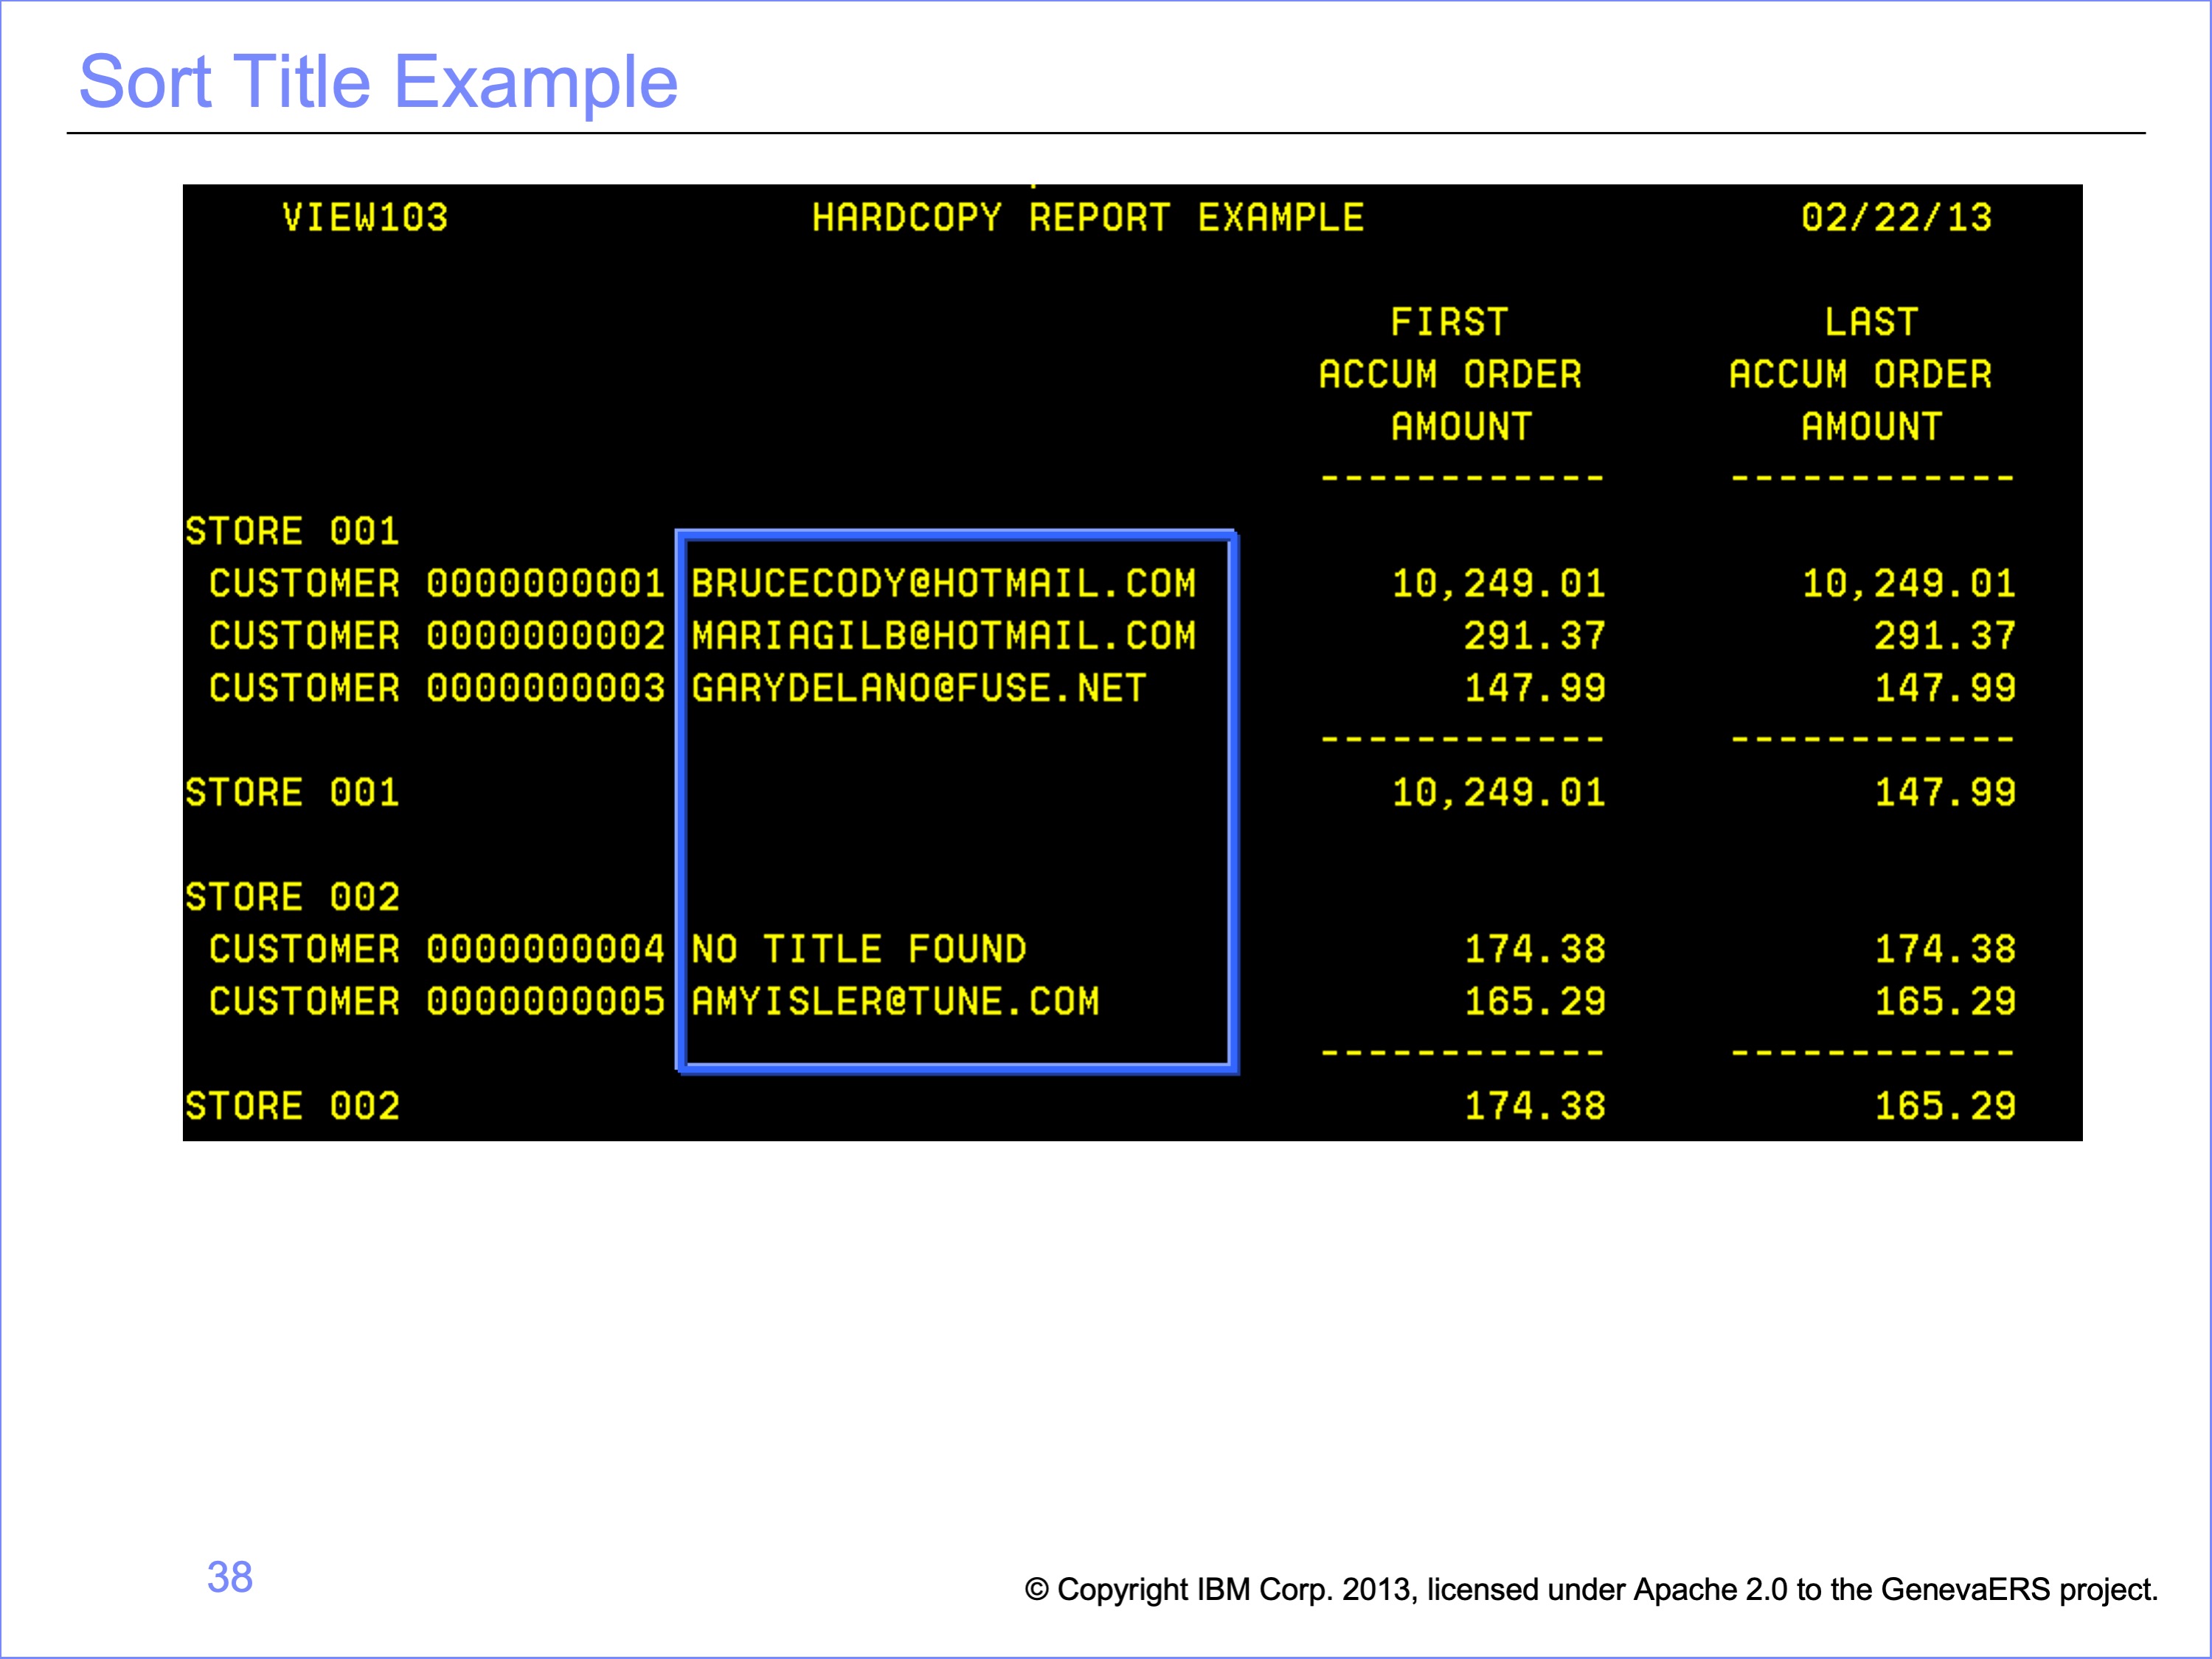 Sort Title Example
VIEW103 HARDCOPY REPORT EXAMPLE 02/22/13
FIRST LAST
ACCUM ORDER ACCUM ORDER
AMOUNT AMOUNT
------------ ------------
STORE 001
CUSTOMER 0000000001 BRUCECODY@HOTMAIL.COM 10,249.01 10,249.01
CUSTOMER 0000000002 MARIAGILB@HOTMAIL.COM 291.37 291.37
CUSTOMER 0000000003 GARYDELANO@FUSE.NET 147.99 147.99
------------ ------------
STORE 001 10,249.01 147.99
STORE 002
CUSTOMER 0000000004 NO TITLE FOUND 174.38 174.38
CUSTOMER 0000000005 AMYISLER@TUNE.COM 165.29 165.29
------------ ------------
STORE 002 174.38 165.29
38
© Copyright IBM Corp. 2013, licensed under Apache 2.0 to the GenevaERS project.